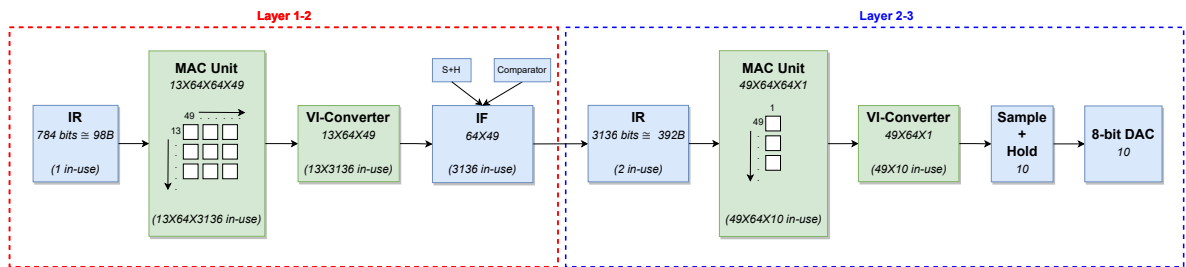 Layer 1-2
Layer 2-3
IR
784 bits ≅ 98B
(1 in-use)
MAC Unit
13X64X64X49
49
13
(13X64X3136 in-use)
VI-Converter
13X64X49
(13X3136 in-use)
S+H
Comparator
IF
64X49
(3136 in-use)
IR
3136 bits ≅ 392B
(2 in-use)
MAC Unit
49X64X64X1
1
49
(49X64X10 in-use)
VI-Converter
49X64X1
(49X10 in-use)
Sample
+
Hold
10
8-bit DAC
10